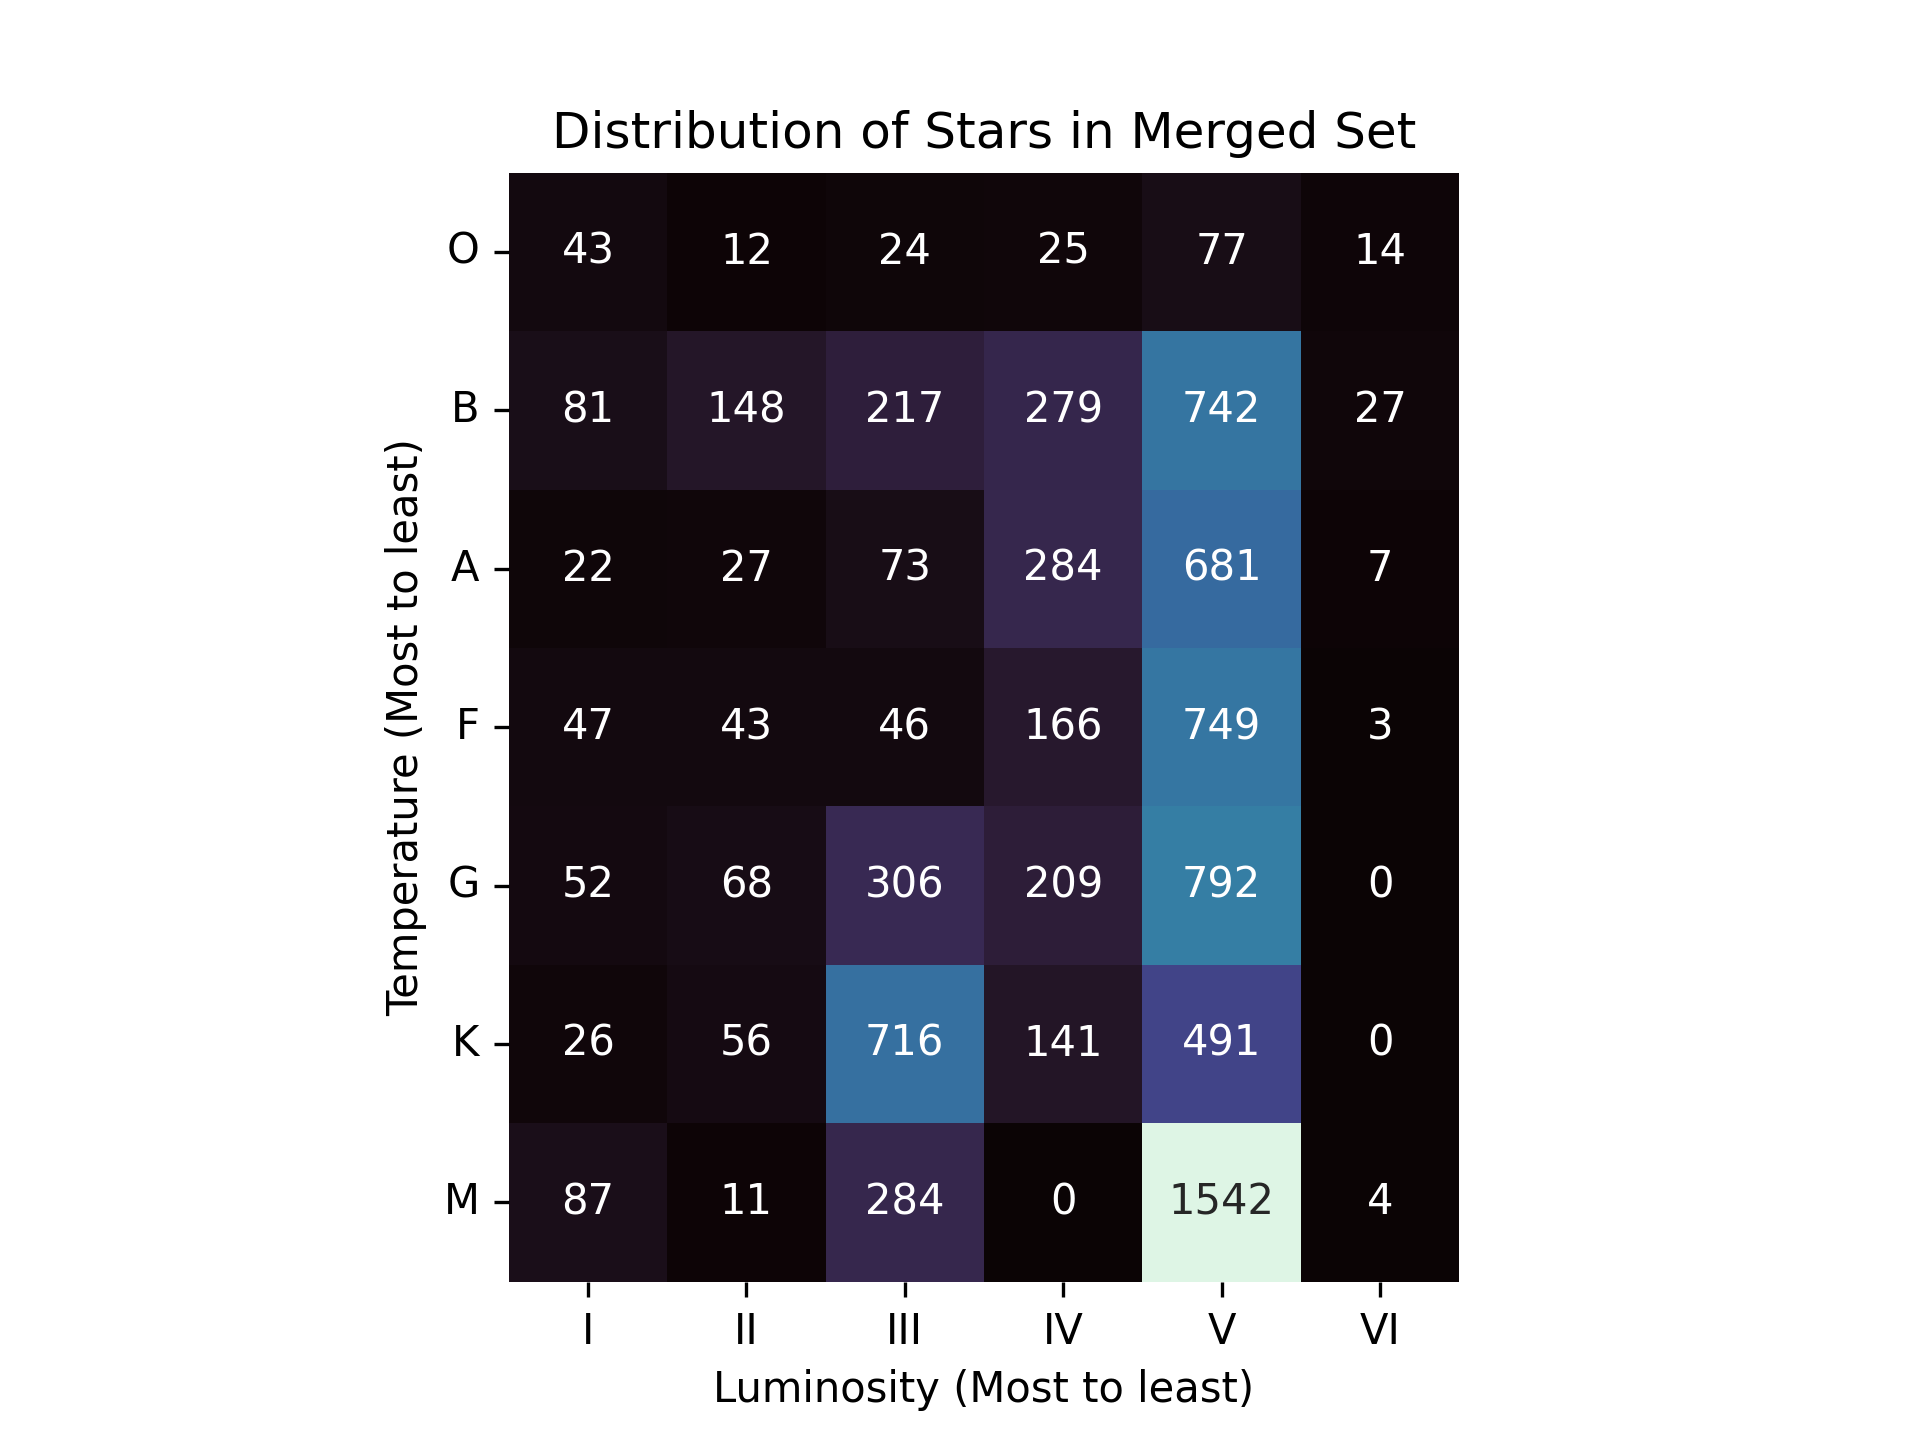 Distribution of Stars in Merged Set
Temperature (Most to least)
O 43 12 24 25 77 14
B 81 148 217 279 742 27
A 22 27 73 284 681 7
F 47 43 46 166 749 3
G 52 68 306 209 792 0
K 26 56 716 141 491 0
M 87 11 284 0 1542 4
I II III IV V VI
Luminosity (Most to least)